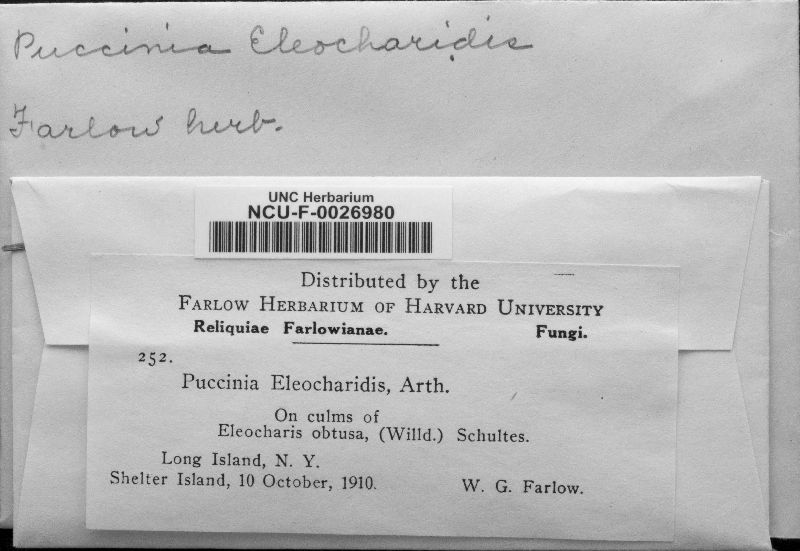 Puccinia Eleocharidis
Farlow herb.
UNC Herbarium
NCU-F-0026980
Distributed by the
FARLOW HERBARIUM OF HARVARD UNIVERSITY
Reliquiae Farlowianae. Fungi.
252.
Puccinia Eleocharidis, Arth.
On culms of
Eleocharis obtusa, (Willd.) Schultes.
Long Island, N. Y.
Shelter Island, 10 October, 1910. W. G. Farlow.